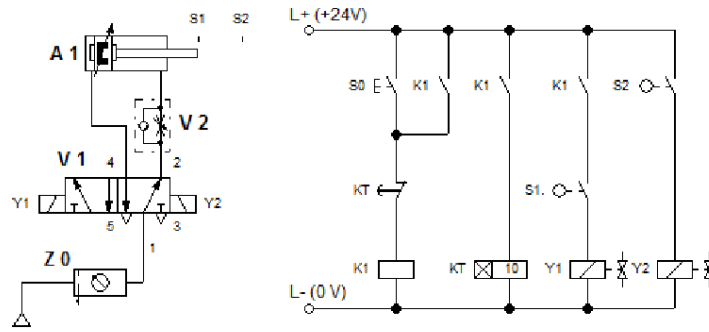 S1 S2
A 1
V 2
V 1 4 2
Y1 Y2
5 3
1
Z 0
L+ (+24V)
S0 K1 K1 K1 S2
KT S1.
K1 KT 10 Y1 Y2
L- (0 V)